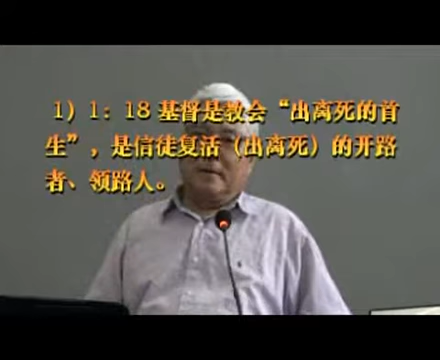 1）1：18 基督是教会“出离死的首
生”，是信徒复活（出离死）的开路
者、领路人。